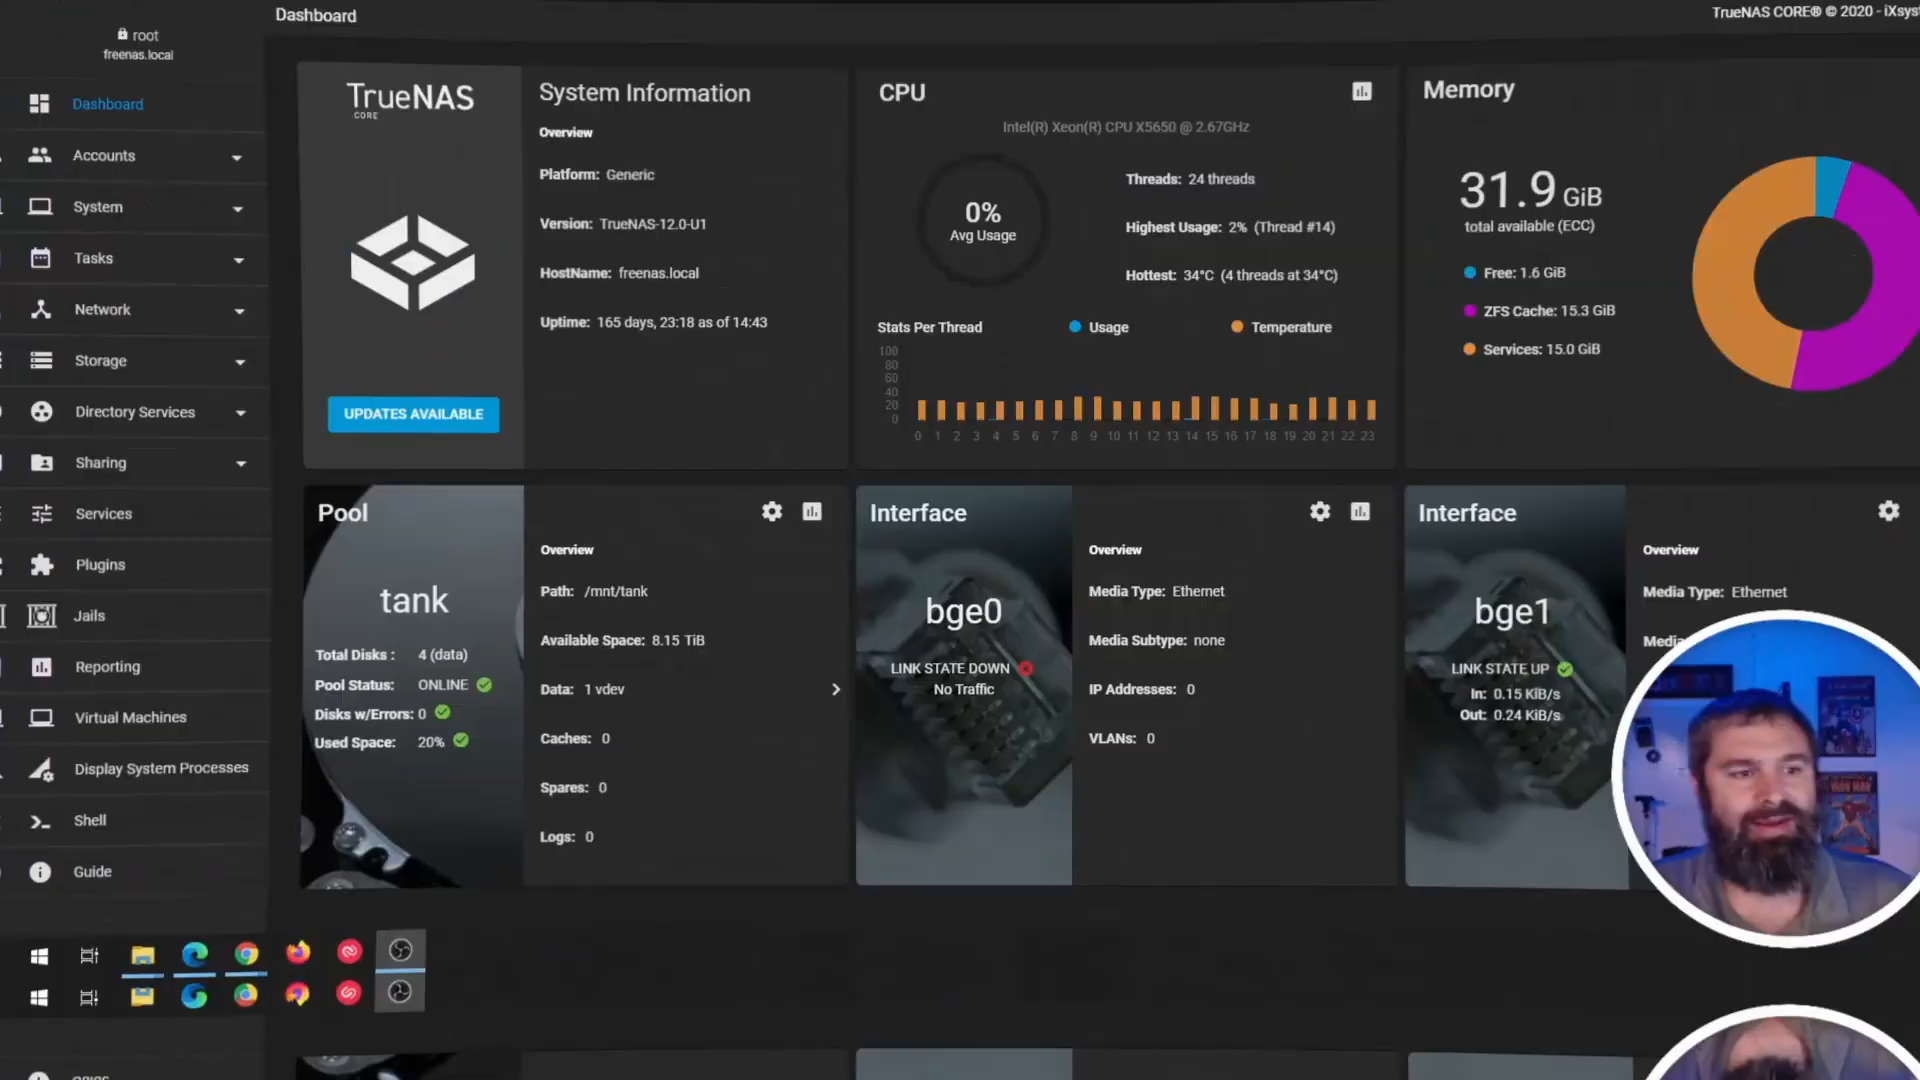 root
freenas.local
Dashboard
TrueNAS CORE® © 2020 - iXsyst
Dashboard
Accounts
System
Tasks
Network
Storage
Directory Services
Sharing
Services
Plugins
Jails
Reporting
Virtual Machines
Display System Processes
Shell
Guide
TrueNAS
CORE
UPDATES AVAILABLE
System Information
Overview
Platform: Generic
Version: TrueNAS-12.0-U1
HostName: freenas.local
Uptime: 165 days, 23:18 as of 14:43
CPU
Intel(R) Xeon(R) CPU X5650 @ 2.67GHz
0%
Avg Usage
Threads: 24 threads
Highest Usage: 2% (Thread #14)
Hottest: 34°C (4 threads at 34°C)
Stats Per Thread
Usage
Temperature
100
80
60
40
20
0
0 1 2 3 4 5 6 7 8 9 10 11 12 13 14 15 16 17 18 19 20 21 22 23
Memory
31.9 GiB
total available (ECC)
Free: 1.6 GiB
ZFS Cache: 15.3 GiB
Services: 15.0 GiB
Pool
tank
Total Disks : 4 (data)
Pool Status: ONLINE
Disks w/Errors: 0
Used Space: 20%
Overview
Path: /mnt/tank
Available Space: 8.15 TiB
Data: 1 vdev
Caches: 0
Spares: 0
Logs: 0
Interface
bge0
LINK STATE DOWN
No Traffic
Overview
Media Type: Ethernet
Media Subtype: none
IP Addresses: 0
VLANs: 0
Interface
bge1
LINK STATE UP
In: 0.15 KiB/s
Out: 0.24 KiB/s
Overview
Media Type: Ethernet
Media
IRON MAN